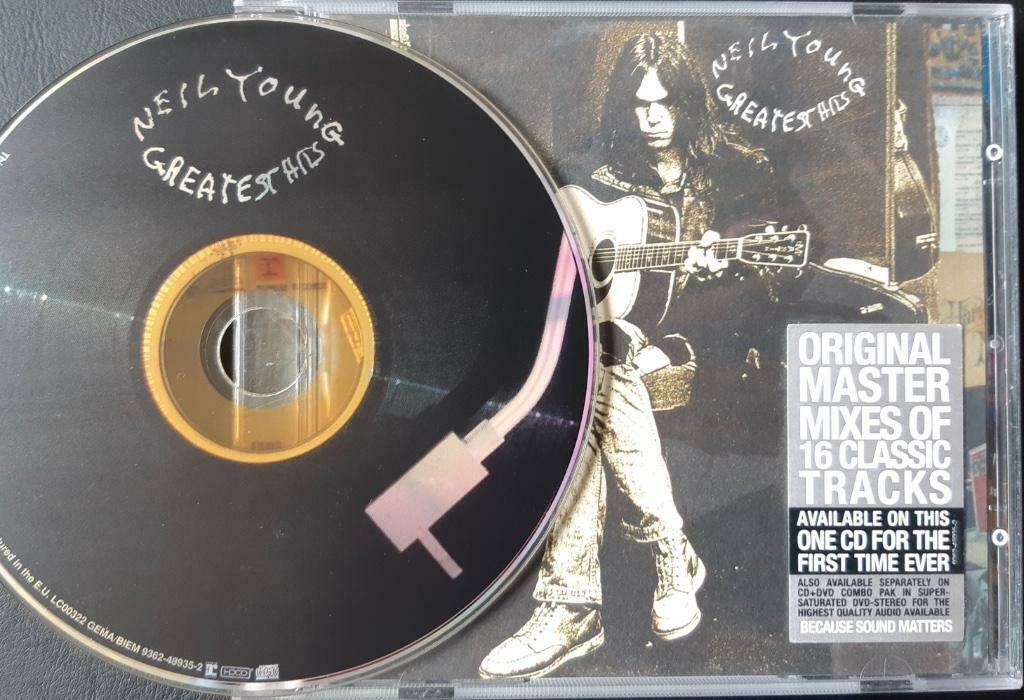 NEIL YOUNG
GREATEST HITS
NEIL YOUNG
GREATEST HITS
ORIGINAL
MASTER
MIXES OF
16 CLASSIC
TRACKS
AVAILABLE ON THIS
ONE CD FOR THE
FIRST TIME EVER
ALSO AVAILABLE SEPARATELY ON
CD+DVD COMBO PAK IN SUPER-
SATURATED DVD-STEREO FOR THE
HIGHEST QUALITY AUDIO AVAILABLE
BECAUSE SOUND MATTERS
in the E.U. LC00322 GEMA/BIEM 9362-48935-2 HDCD